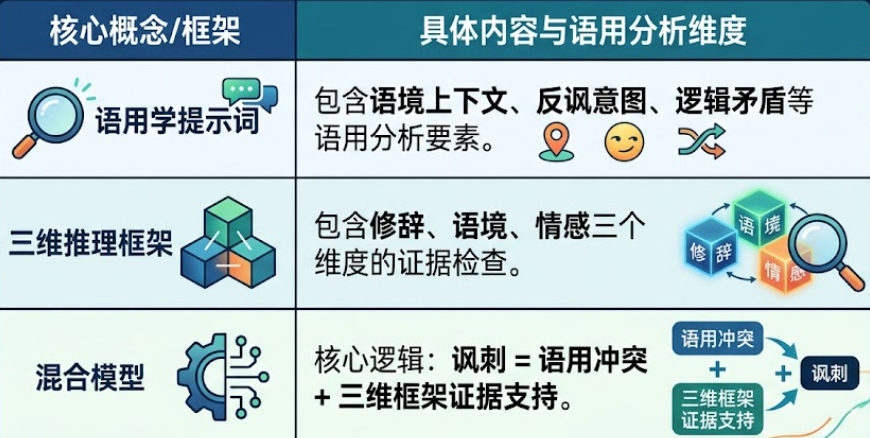 核心概念/框架
具体内容与语用分析维度
语用学提示词
包含语境上下文、反讽意图、逻辑矛盾等
语用分析要素。
三维推理框架
包含修辞、语境、情感三个
维度的证据检查。
修辞
语境
情感
混合模型
核心逻辑：讽刺 = 语用冲突
+ 三维框架证据支持。
语用冲突
+
三维框架
证据支持
+
讽刺